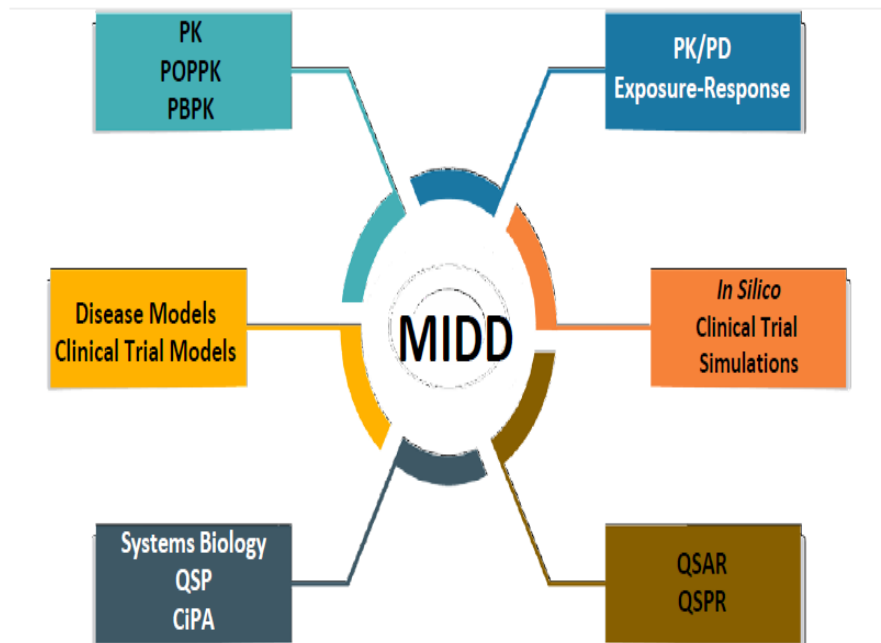 PK
POPPK
PBPK
PK/PD
Exposure-Response
Disease Models
Clinical Trial Models
MIDD
In Silico
Clinical Trial
Simulations
Systems Biology
QSP
CiPA
QSAR
QSPR